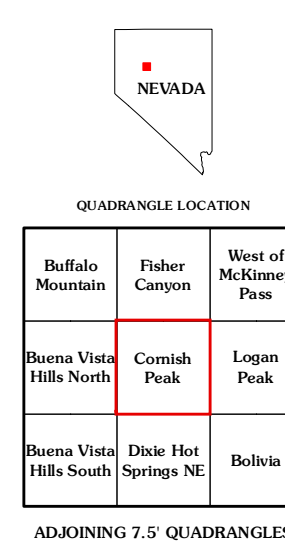 NEVADA
QUADRANGLE LOCATION
Buffalo Mountain
Fisher Canyon
West of McKinney Pass
Buena Vista Hills North
Cornish Peak
Logan Peak
Buena Vista Hills South
Dixie Hot Springs NE
Bolivia
ADJOINING 7.5' QUADRANGLES